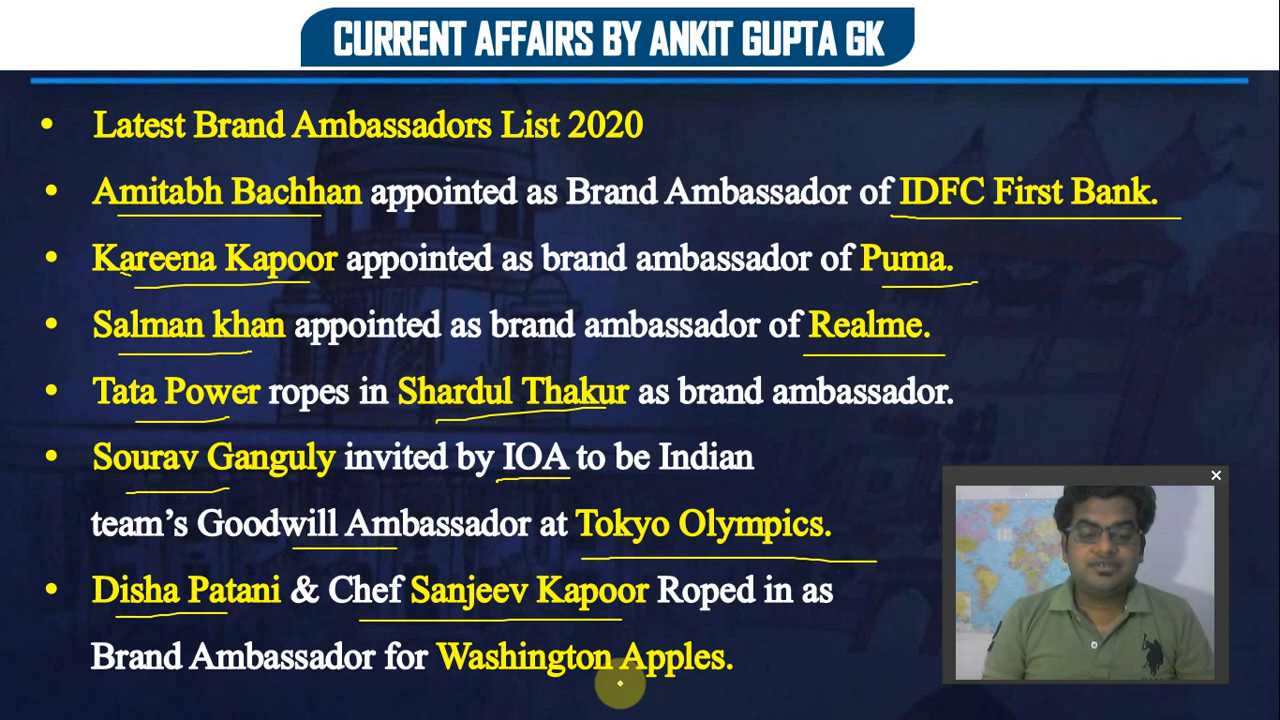 CURRENT AFFAIRS BY ANKIT GUPTA GK
• Latest Brand Ambassadors List 2020
• Amitabh Bachhan appointed as Brand Ambassador of IDFC First Bank.
• Kareena Kapoor appointed as brand ambassador of Puma.
• Salman khan appointed as brand ambassador of Realme.
• Tata Power ropes in Shardul Thakur as brand ambassador.
• Sourav Ganguly invited by IOA to be Indian
team’s Goodwill Ambassador at Tokyo Olympics.
• Disha Patani & Chef Sanjeev Kapoor Roped in as
Brand Ambassador for Washington Apples.